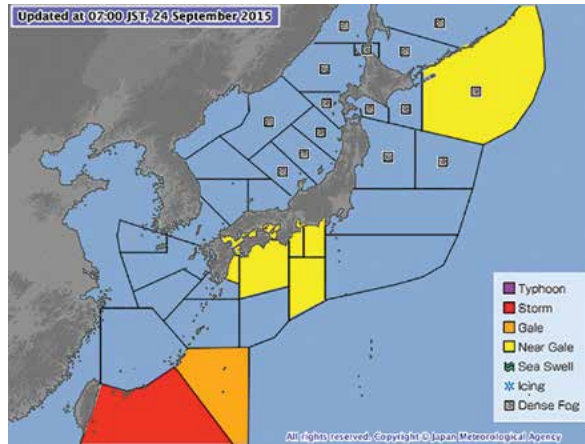 Updated at 07:00 JST, 24 September 2015
Typhoon
Storm
Gale
Near Gale
Sea Swell
Icing
Dense Fog
All rights reserved. Copyright © Japan Meteorological Agency